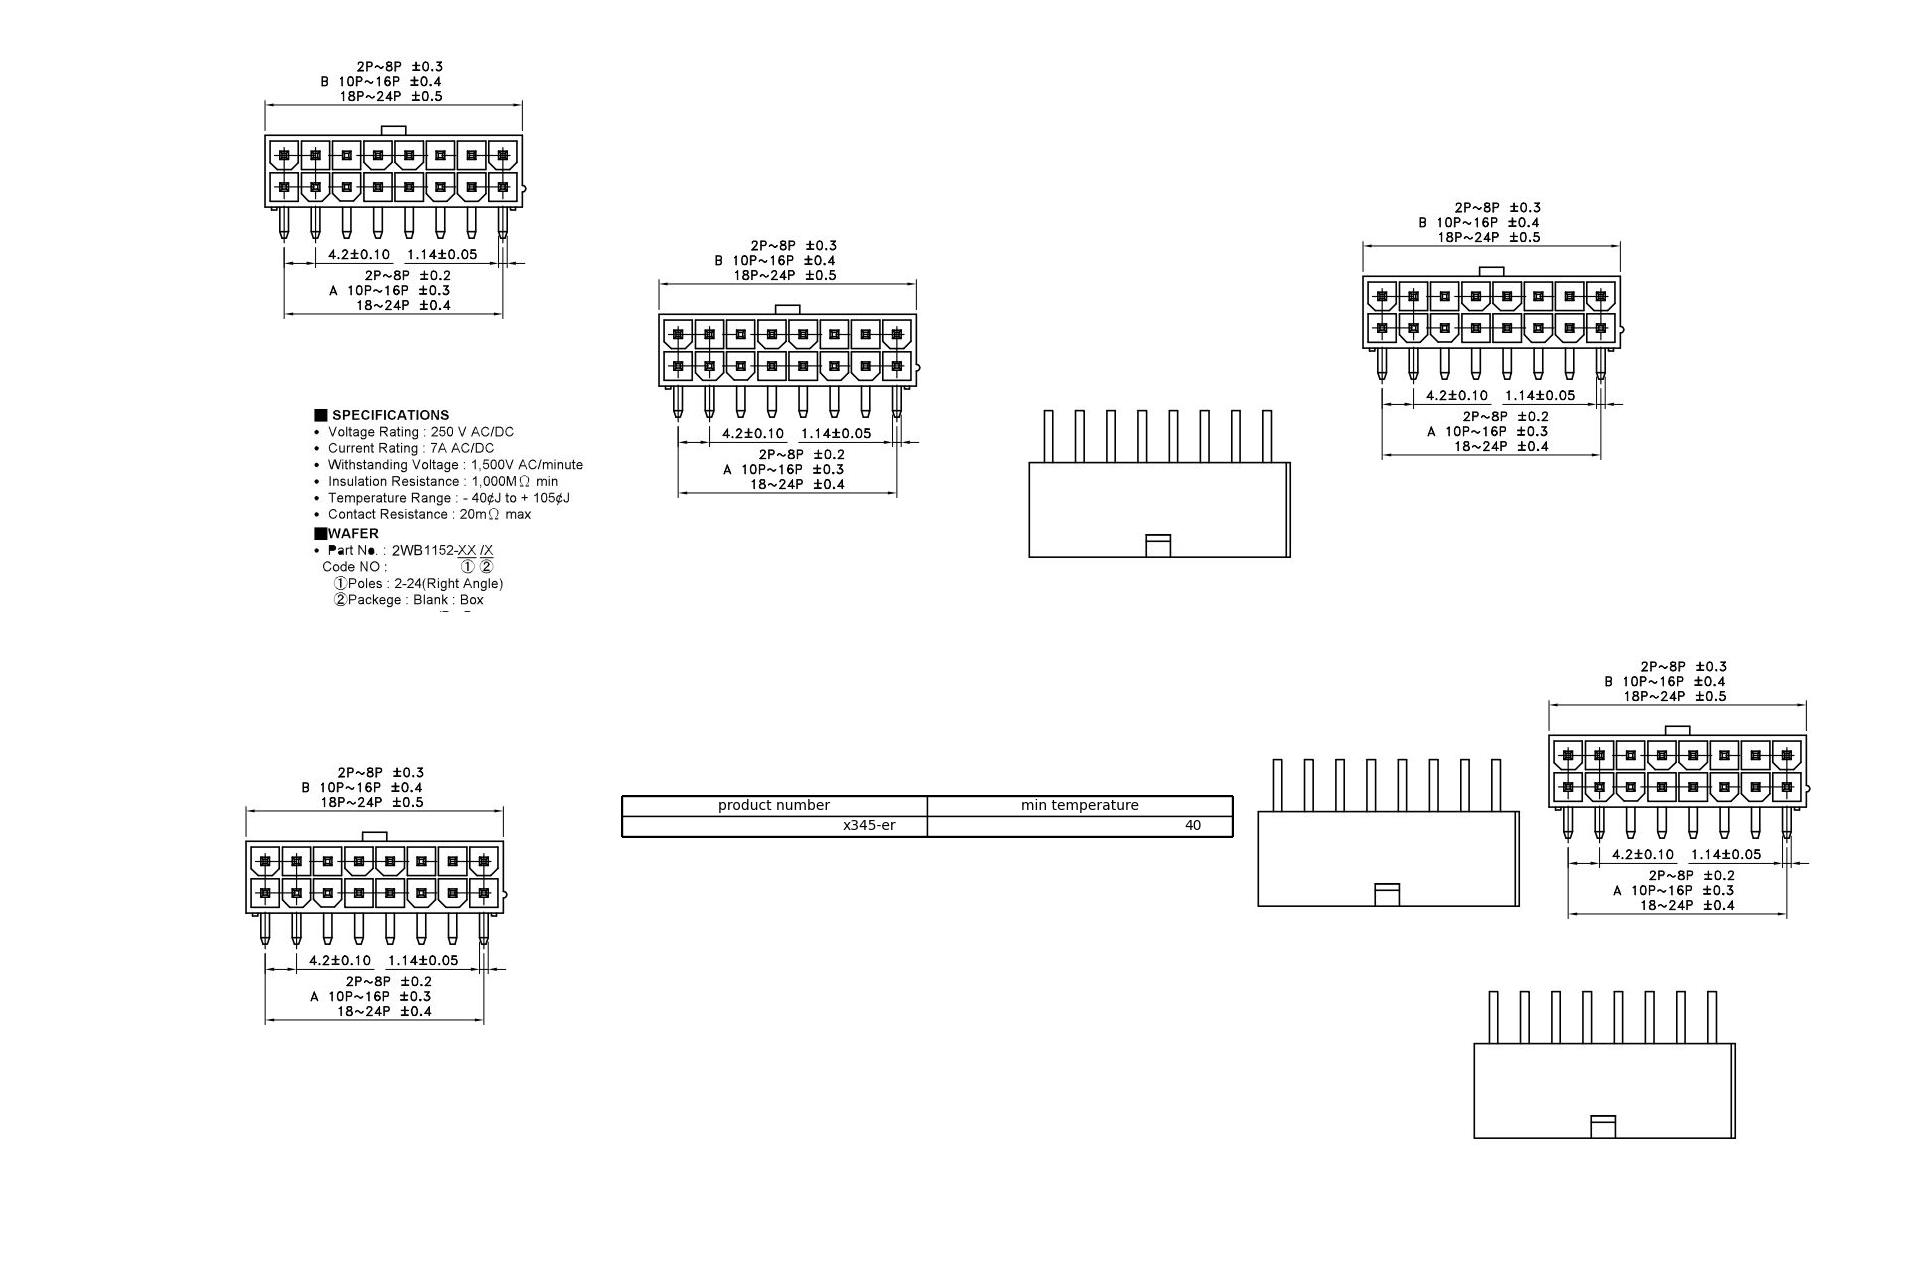 2P~8P ±0.3
B 10P~16P ±0.4
18P~24P ±0.5
4.2±0.10 1.14±0.05
2P~8P ±0.2
A 10P~16P ±0.3
18~24P ±0.4
2P~8P ±0.3
B 10P~16P ±0.4
18P~24P ±0.5
4.2±0.10 1.14±0.05
2P~8P ±0.2
A 10P~16P ±0.3
18~24P ±0.4
2P~8P ±0.3
B 10P~16P ±0.4
18P~24P ±0.5
4.2±0.10 1.14±0.05
2P~8P ±0.2
A 10P~16P ±0.3
18~24P ±0.4
■ SPECIFICATIONS
• Voltage Rating : 250 V AC/DC
• Current Rating : 7A AC/DC
• Withstanding Voltage : 1,500V AC/minute
• Insulation Resistance : 1,000MΩ min
• Temperature Range : - 40¢J to + 105¢J
• Contact Resistance : 20mΩ max
■WAFER
• Part No. : 2WB1152-XX /X
Code NO : ① ②
①Poles : 2-24(Right Angle)
②Packege : Blank : Box
2P~8P ±0.3
B 10P~16P ±0.4
18P~24P ±0.5
4.2±0.10 1.14±0.05
2P~8P ±0.2
A 10P~16P ±0.3
18~24P ±0.4
product number min temperature
x345-er 40
2P~8P ±0.3
B 10P~16P ±0.4
18P~24P ±0.5
4.2±0.10 1.14±0.05
2P~8P ±0.2
A 10P~16P ±0.3
18~24P ±0.4